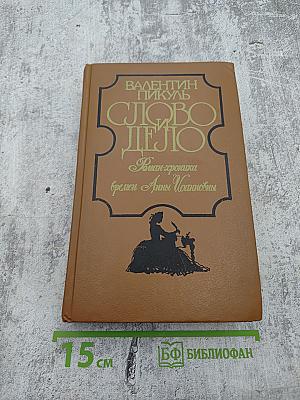 ВАЛЕНТИН
ПИКУЛЬ
СЛОВО
И
ДЕЛО
Роман-хроника
времен Анны Иоанновны
15 см
БФ БИБЛИОФАН